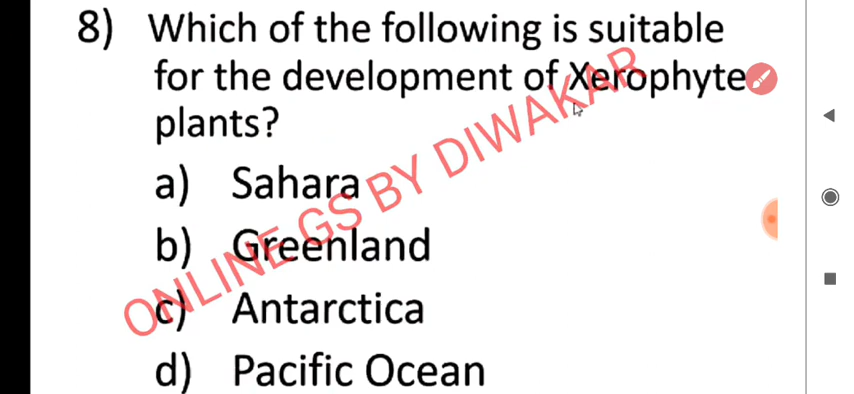 8) Which of the following is suitable
for the development of Xerophyte
plants?
a) Sahara
b) Greenland
c) Antarctica
d) Pacific Ocean
ONLINE GS BY DIWAKAR